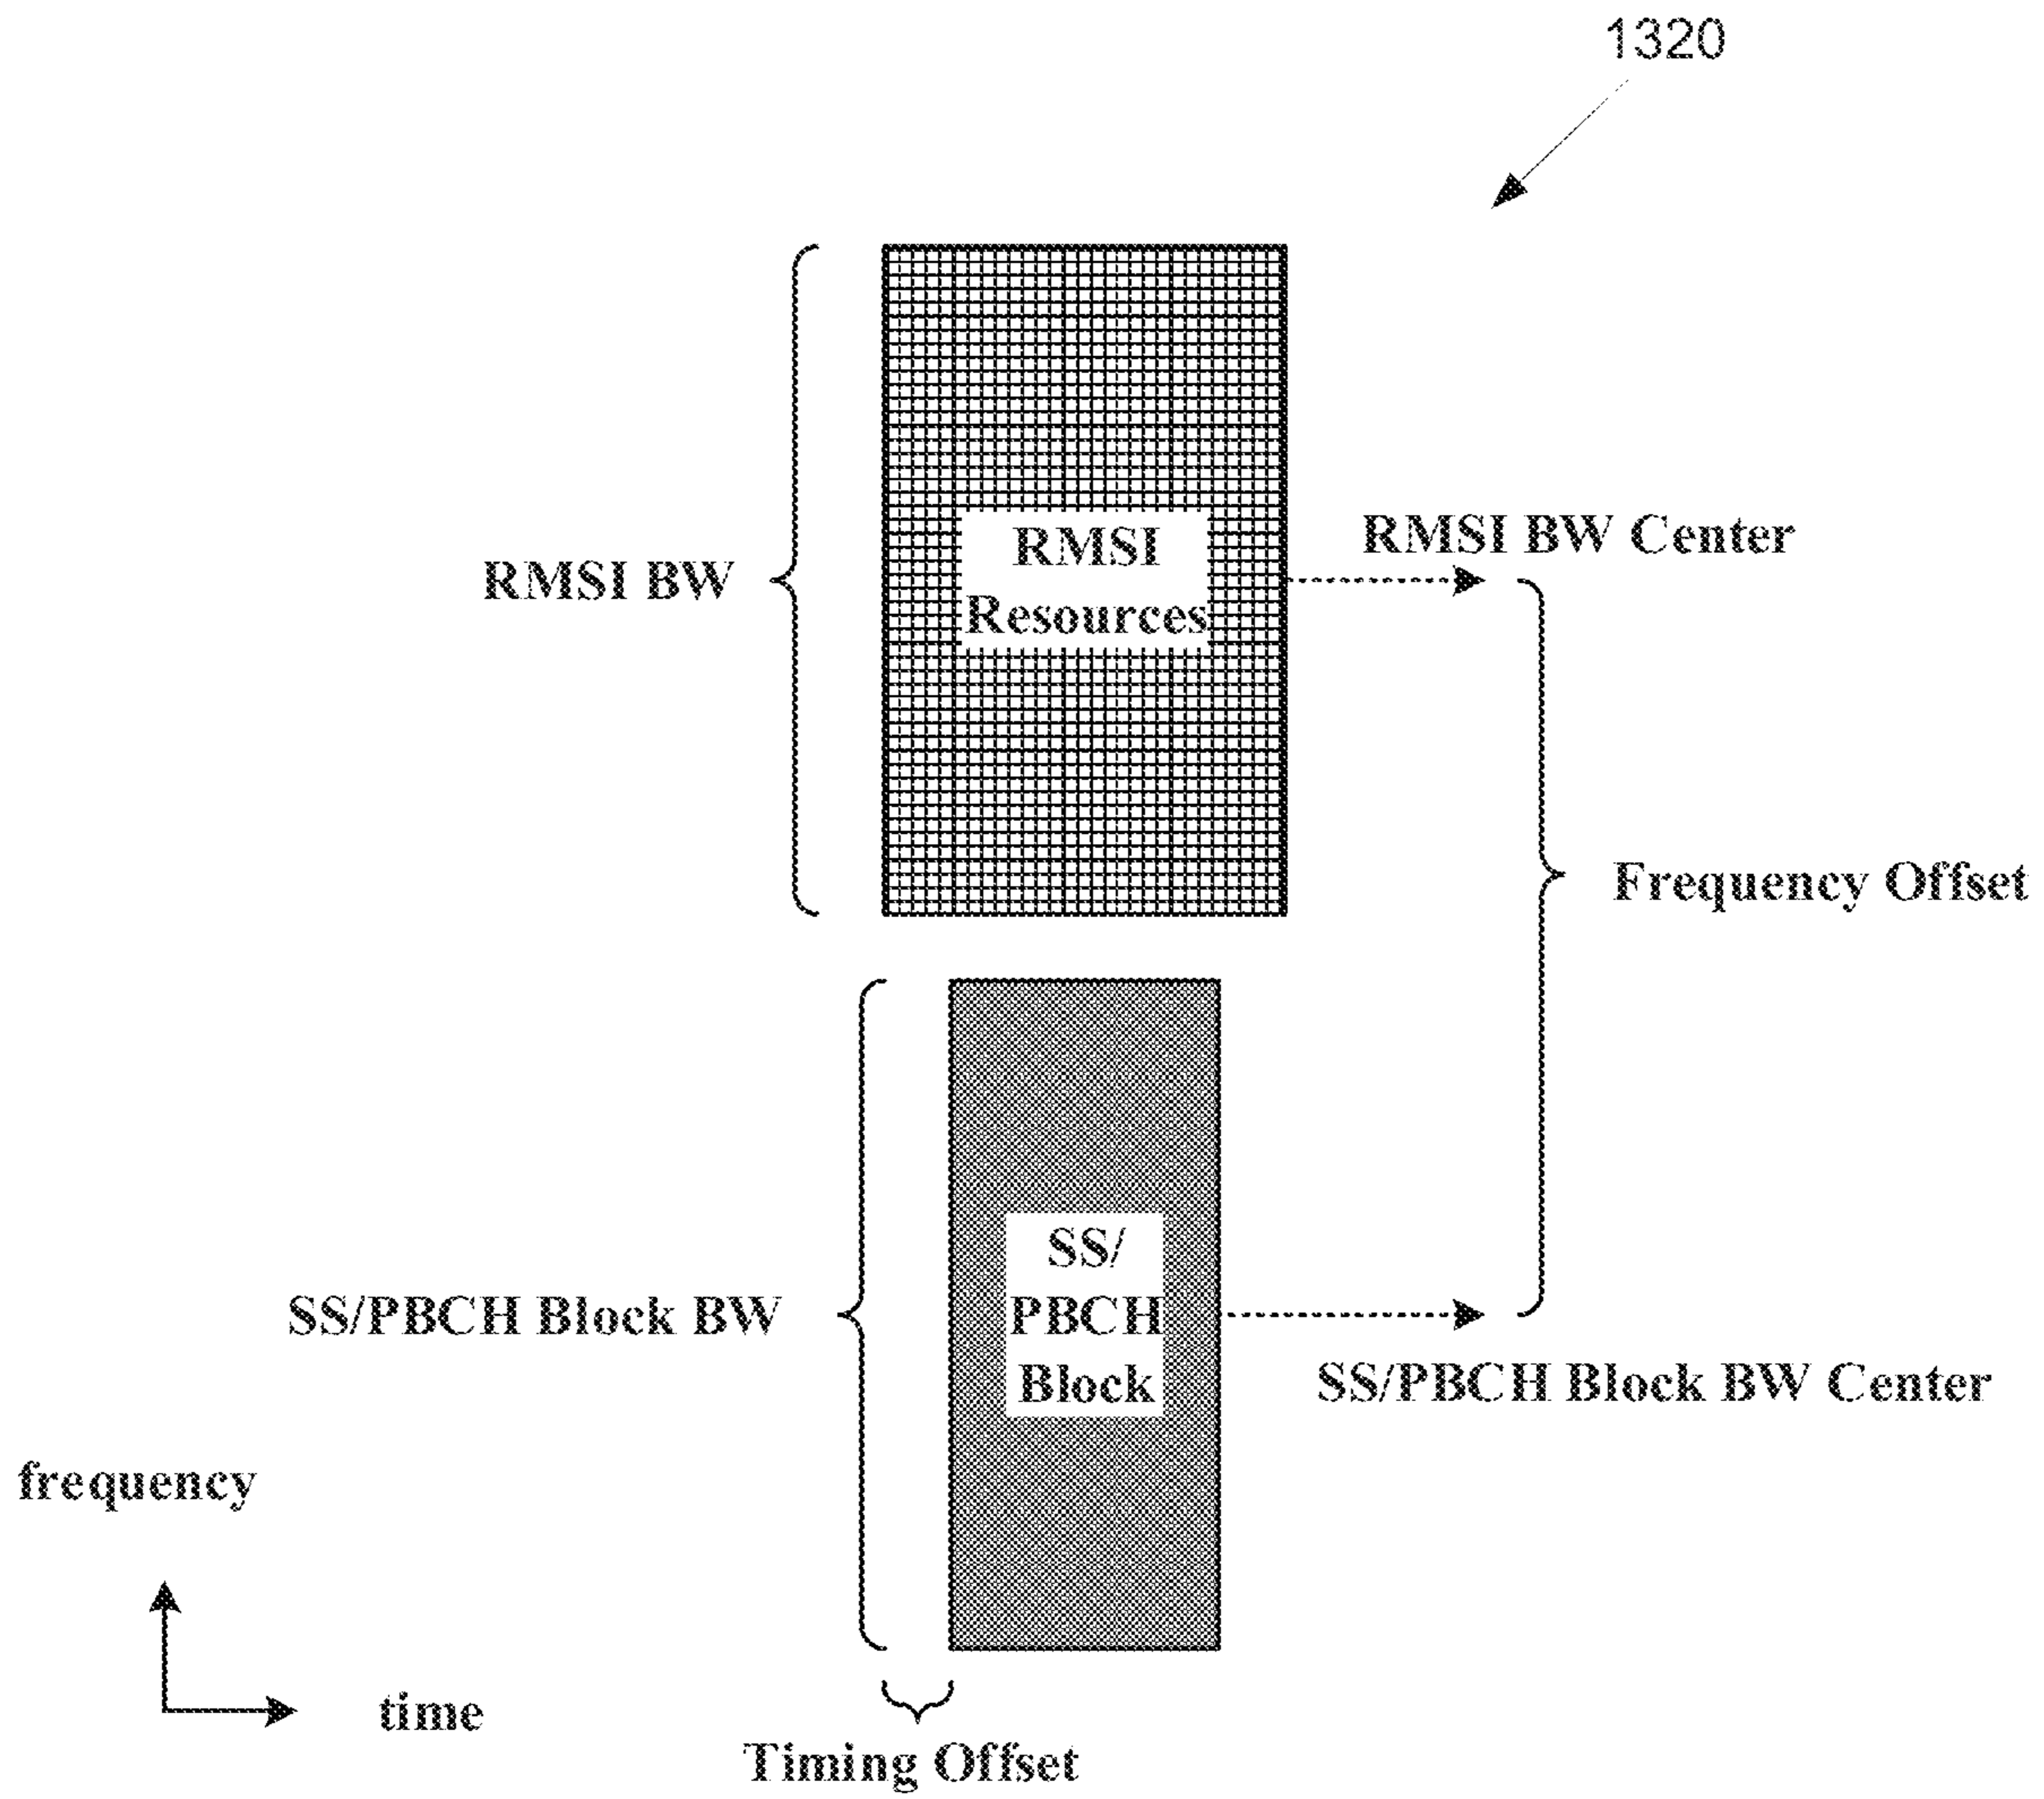 1320
RMSI BW Center
RMSI
Resources
RMSI BW
Frequency Offset
SS/
PBCH
Block
SS/PBCH Block BW
SS/PBCH Block BW Center
frequency
time
Timing Offset